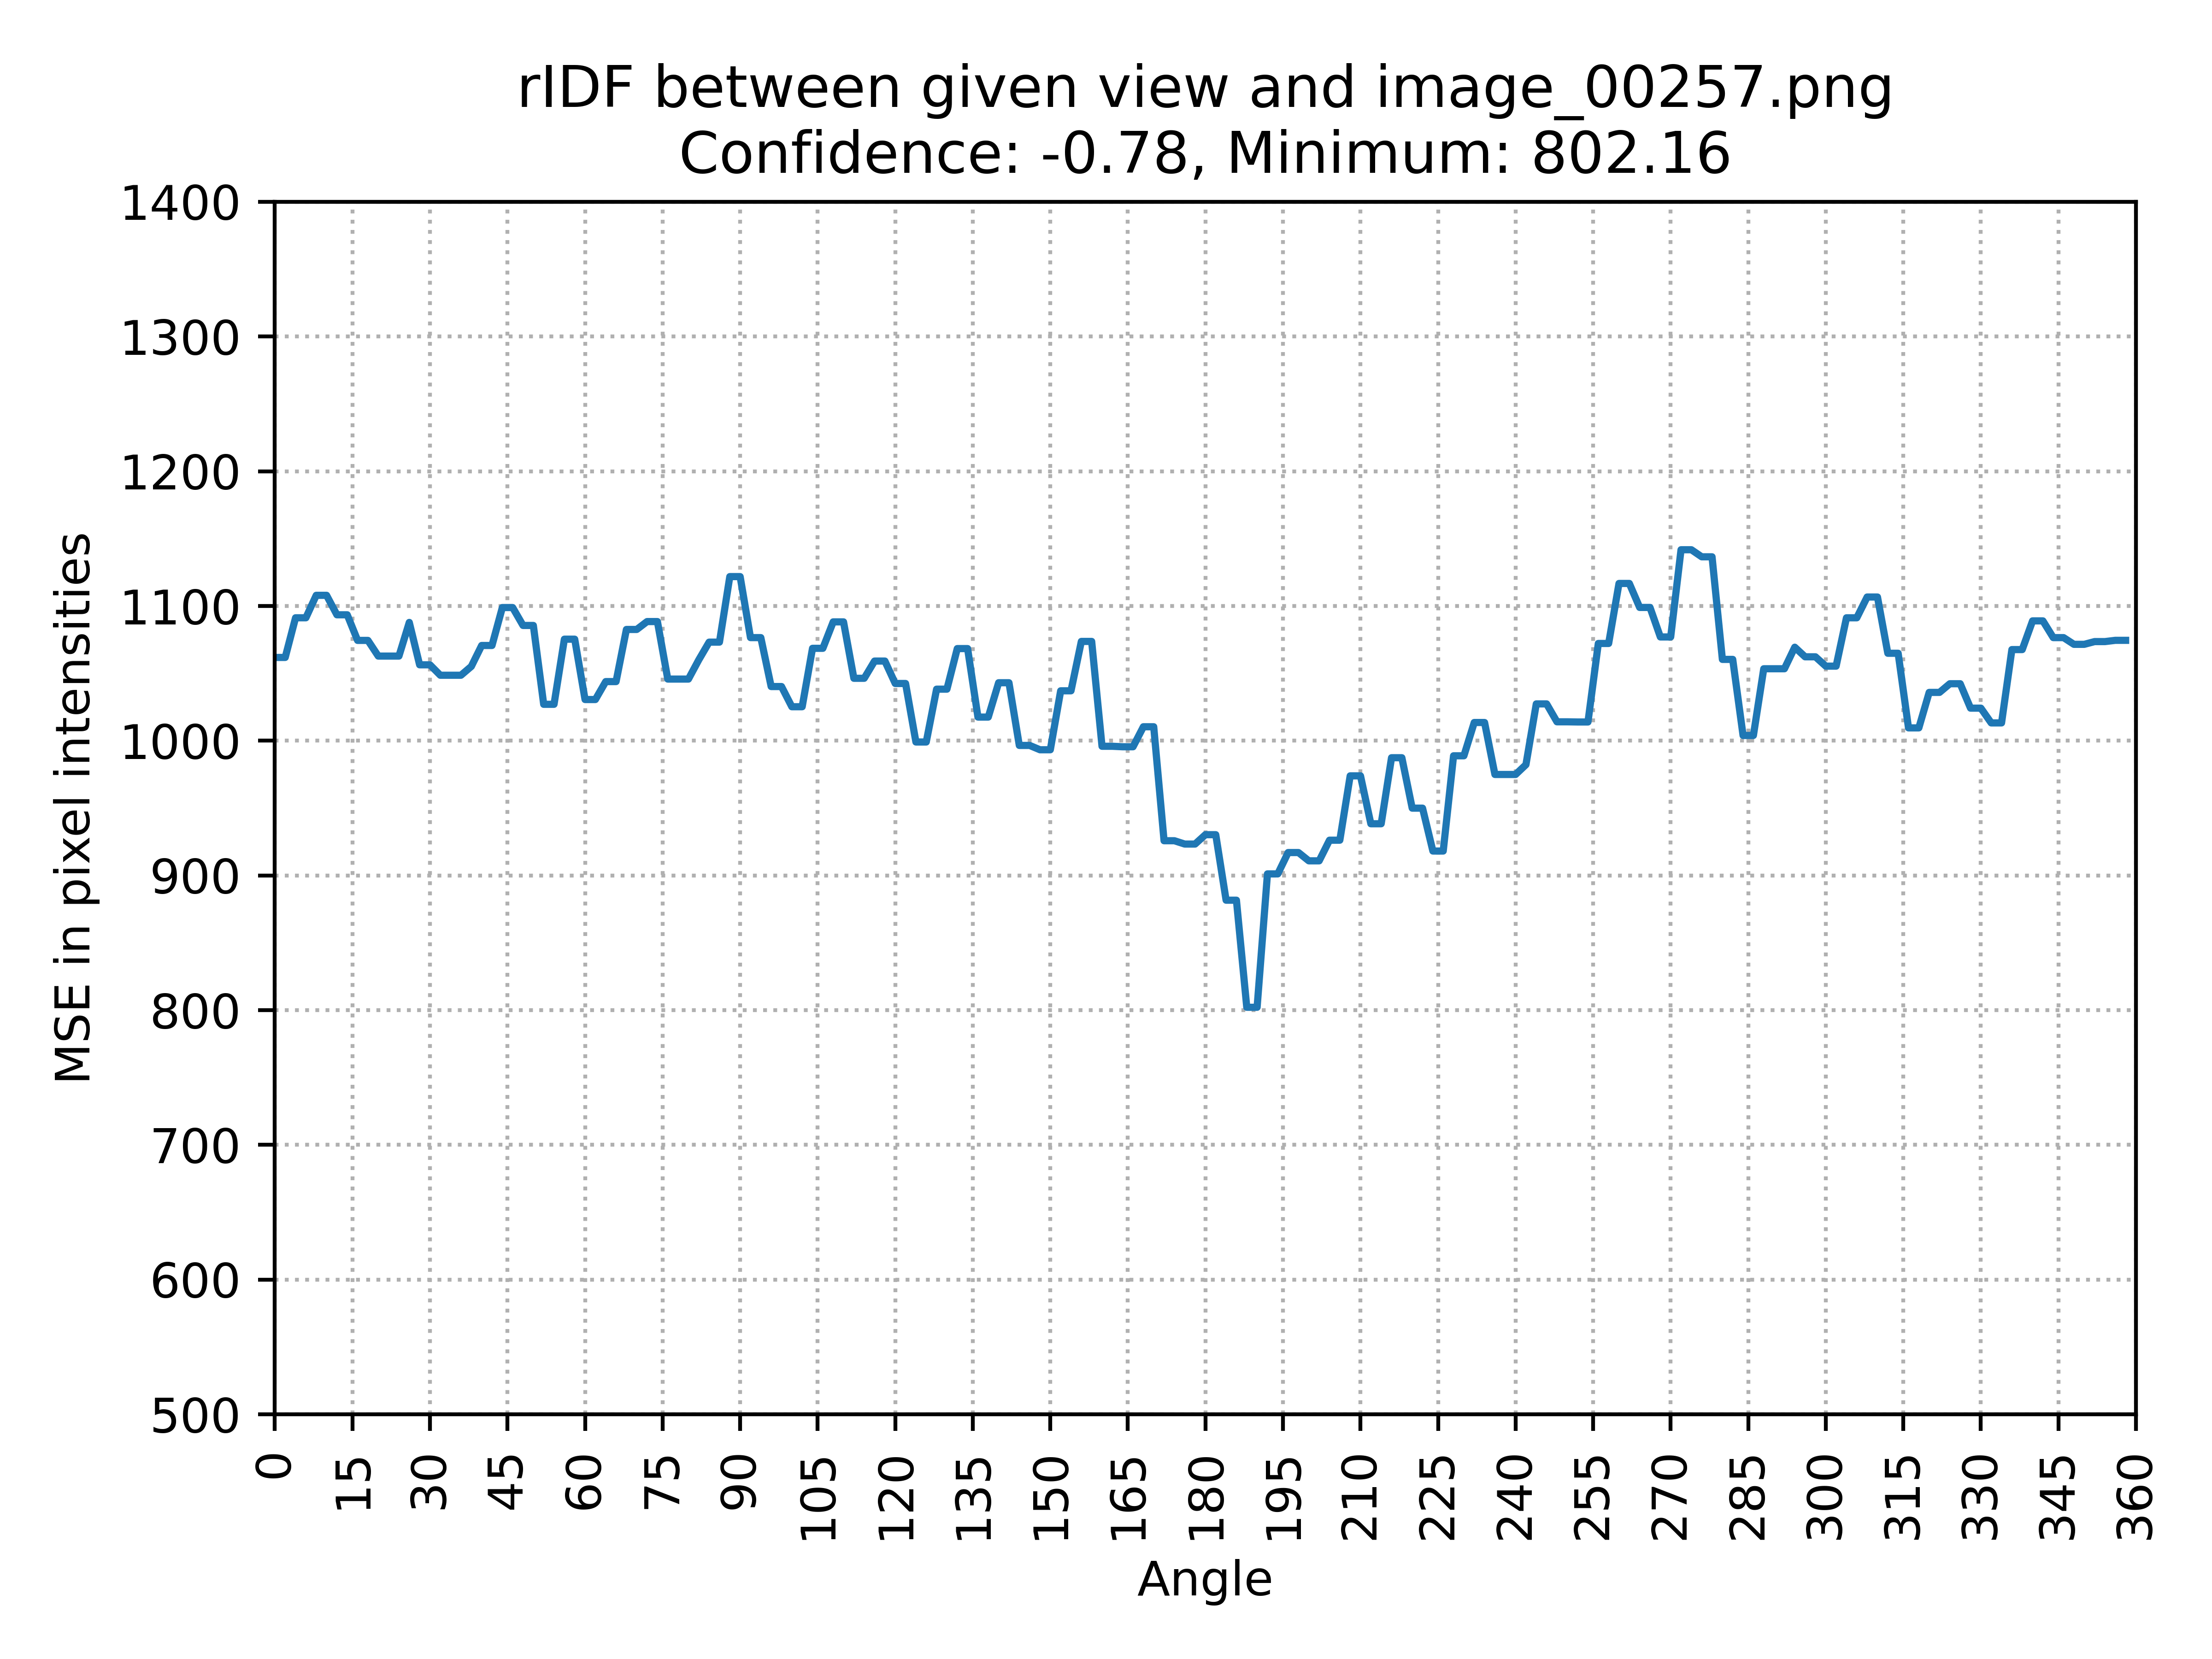 rIDF between given view and image_00257.png
Confidence: -0.78, Minimum: 802.16
MSE in pixel intensities
1400
1300
1200
1100
1000
900
800
700
600
500
0 15 30 45 60 75 90 105 120 135 150 165 180 195 210 225 240 255 270 285 300 315 330 345 360
Angle